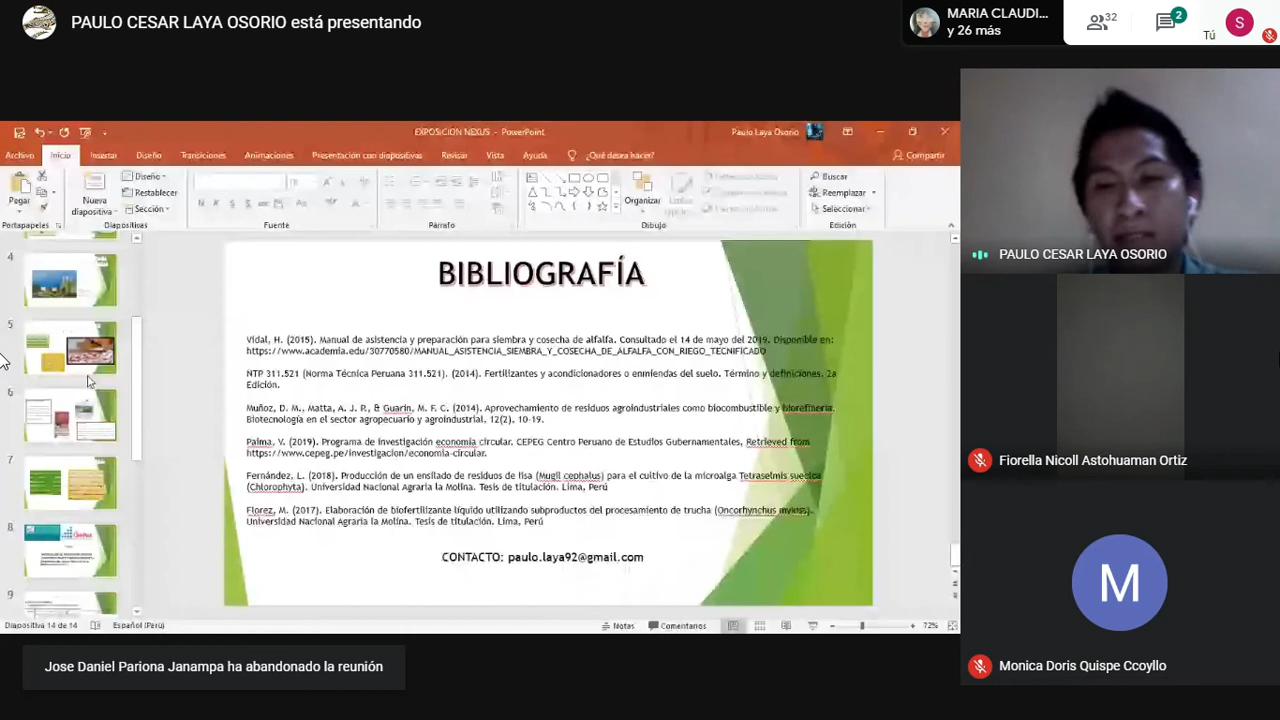 PAULO CESAR LAYA OSORIO está presentando
MARIA CLAUDI...
y 26 más
32
2
Tú
S
EXPOSICION NEXUS - PowerPoint
Paulo Laya Osorio
Archivo Inicio Insertar Diseño Transiciones Animaciones Presentación con diapositivas Revisar Vista Ayuda ¿Qué desea hacer? Compartir
Pegar
Nueva
diapositiva
Diseño
Restablecer
Sección
Organizar
Buscar
Reemplazar
Seleccionar
Portapapeles Diapositivas Fuente Párrafo Dibujo Edición
4
5
6
7
8
9
BIBLIOGRAFÍA
Vidal, H. (2015). Manual de asistencia y preparación para siembra y cosecha de alfalfa. Consultado el 14 de mayo del 2019. Disponible en:
https://www.academia.edu/30770580/MANUAL_ASISTENCIA_SIEMBRA_Y_COSECHA_DE_ALFALFA_CON_RIEGO_TECNIFICADO
NTP 311.521 (Norma Técnica Peruana 311.521). (2014). Fertilizantes y acondicionadores o enmiendas del suelo. Término y definiciones. 2a
Edición.
Muñoz, D. M., Matta, A. J. P., & Guarin, M. F. C. (2014). Aprovechamiento de residuos agroindustriales como biocombustible y biorefineria.
Biotecnología en el sector agropecuario y agroindustrial, 12(2), 10-19.
Palma, V. (2019). Programa de investigación economia circular. CEPEG Centro Peruano de Estudios Gubernamentales, Retrieved from
https://www.cepeg.pe/investigacion/economia-circular.
Fernández, L. (2018). Producción de un ensilado de residuos de lisa (Mugil cephalus) para el cultivo de la microalga Tetraselmis suecica
(Chlorophyta). Universidad Nacional Agraria la Molina. Tesis de titulación. Lima, Perú
Florez, M. (2017). Elaboración de biofertilizante líquido utilizando subproductos del procesamiento de trucha (Oncorhynchus mykiss).
Universidad Nacional Agraria la Molina. Tesis de titulación. Lima, Perú
CONTACTO: paulo.laya92@gmail.com
Diapositiva 14 de 14 Español (Perú) Notas Comentarios 72%
PAULO CESAR LAYA OSORIO
Fiorella Nicoll Astohuaman Ortiz
M
Monica Doris Quispe Ccoyllo
Jose Daniel Pariona Janampa ha abandonado la reunión